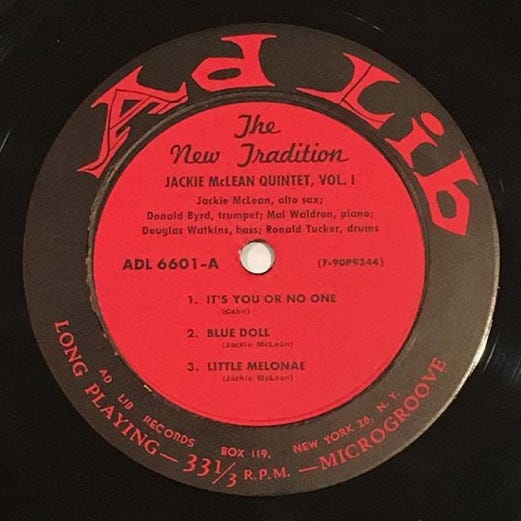 Ad Lib
The
New Tradition
JACKIE McLEAN QUINTET, VOL. I
Jackie McLean, alto sax;
Donald Byrd, trumpet; Mal Waldron, piano;
Douglas Watkins, bass; Ronald Tucker, drums
ADL 6601-A (F-90P9344)
1. IT'S YOU OR NO ONE
(Cahn)
2. BLUE DOLL
(Jackie McLean)
3. LITTLE MELONAE
(Jackie McLean)
AD LIB RECORDS BOX 119, NEW YORK 28, N. Y.
LONG PLAYING — 33 1/3 R.P.M. — MICROGROOVE